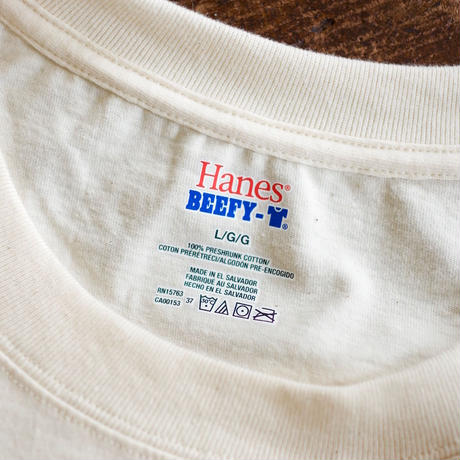 Hanes®
BEEFY-T®
L/G/G
100% PRESHRUNK COTTON/
COTON PRÉRÉTRECI/ALGODÓN PRE-ENCOGIDO
MADE IN EL SALVADOR
FABRIQUÉ AU SALVADOR
HECHO EN EL SALVADOR
RN15763
CA00153 37